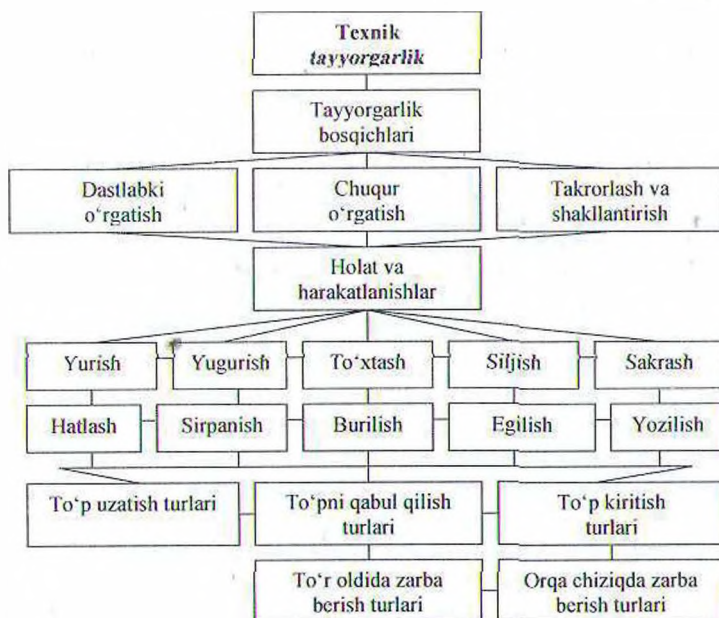 Texnik
tayyorgarlik
Tayyorgarlik
bosqichlari
Dastlabki
o‘rgatish
Chuqur
o‘rgatish
Takrorlash va
shakllantirish
Holat va
harakatlanishlar
Yurish
Yugurish
To‘xtash
Siljish
Sakrash
Hatlash
Sirpanish
Burilish
Egilish
Yozilish
To‘p uzatish turlari
To‘pni qabul qilish
turlari
To‘p kiritish
turlari
To‘r oldida zarba
berish turlari
Orqa chiziqda zarba
berish turlari